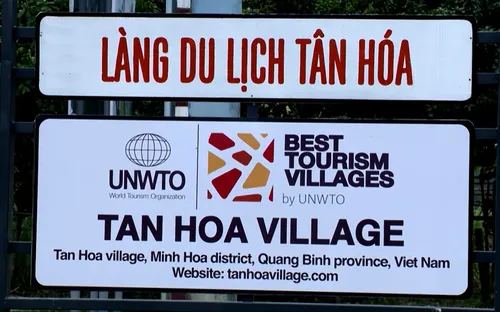 LÀNG DU LỊCH TÂN HÓA
UNWTO
World Tourism Organization
BEST
TOURISM
VILLAGES
by UNWTO
TAN HOA VILLAGE
Tan Hoa village, Minh Hoa district, Quang Binh province, Viet Nam
Website: tanhoavillage.com